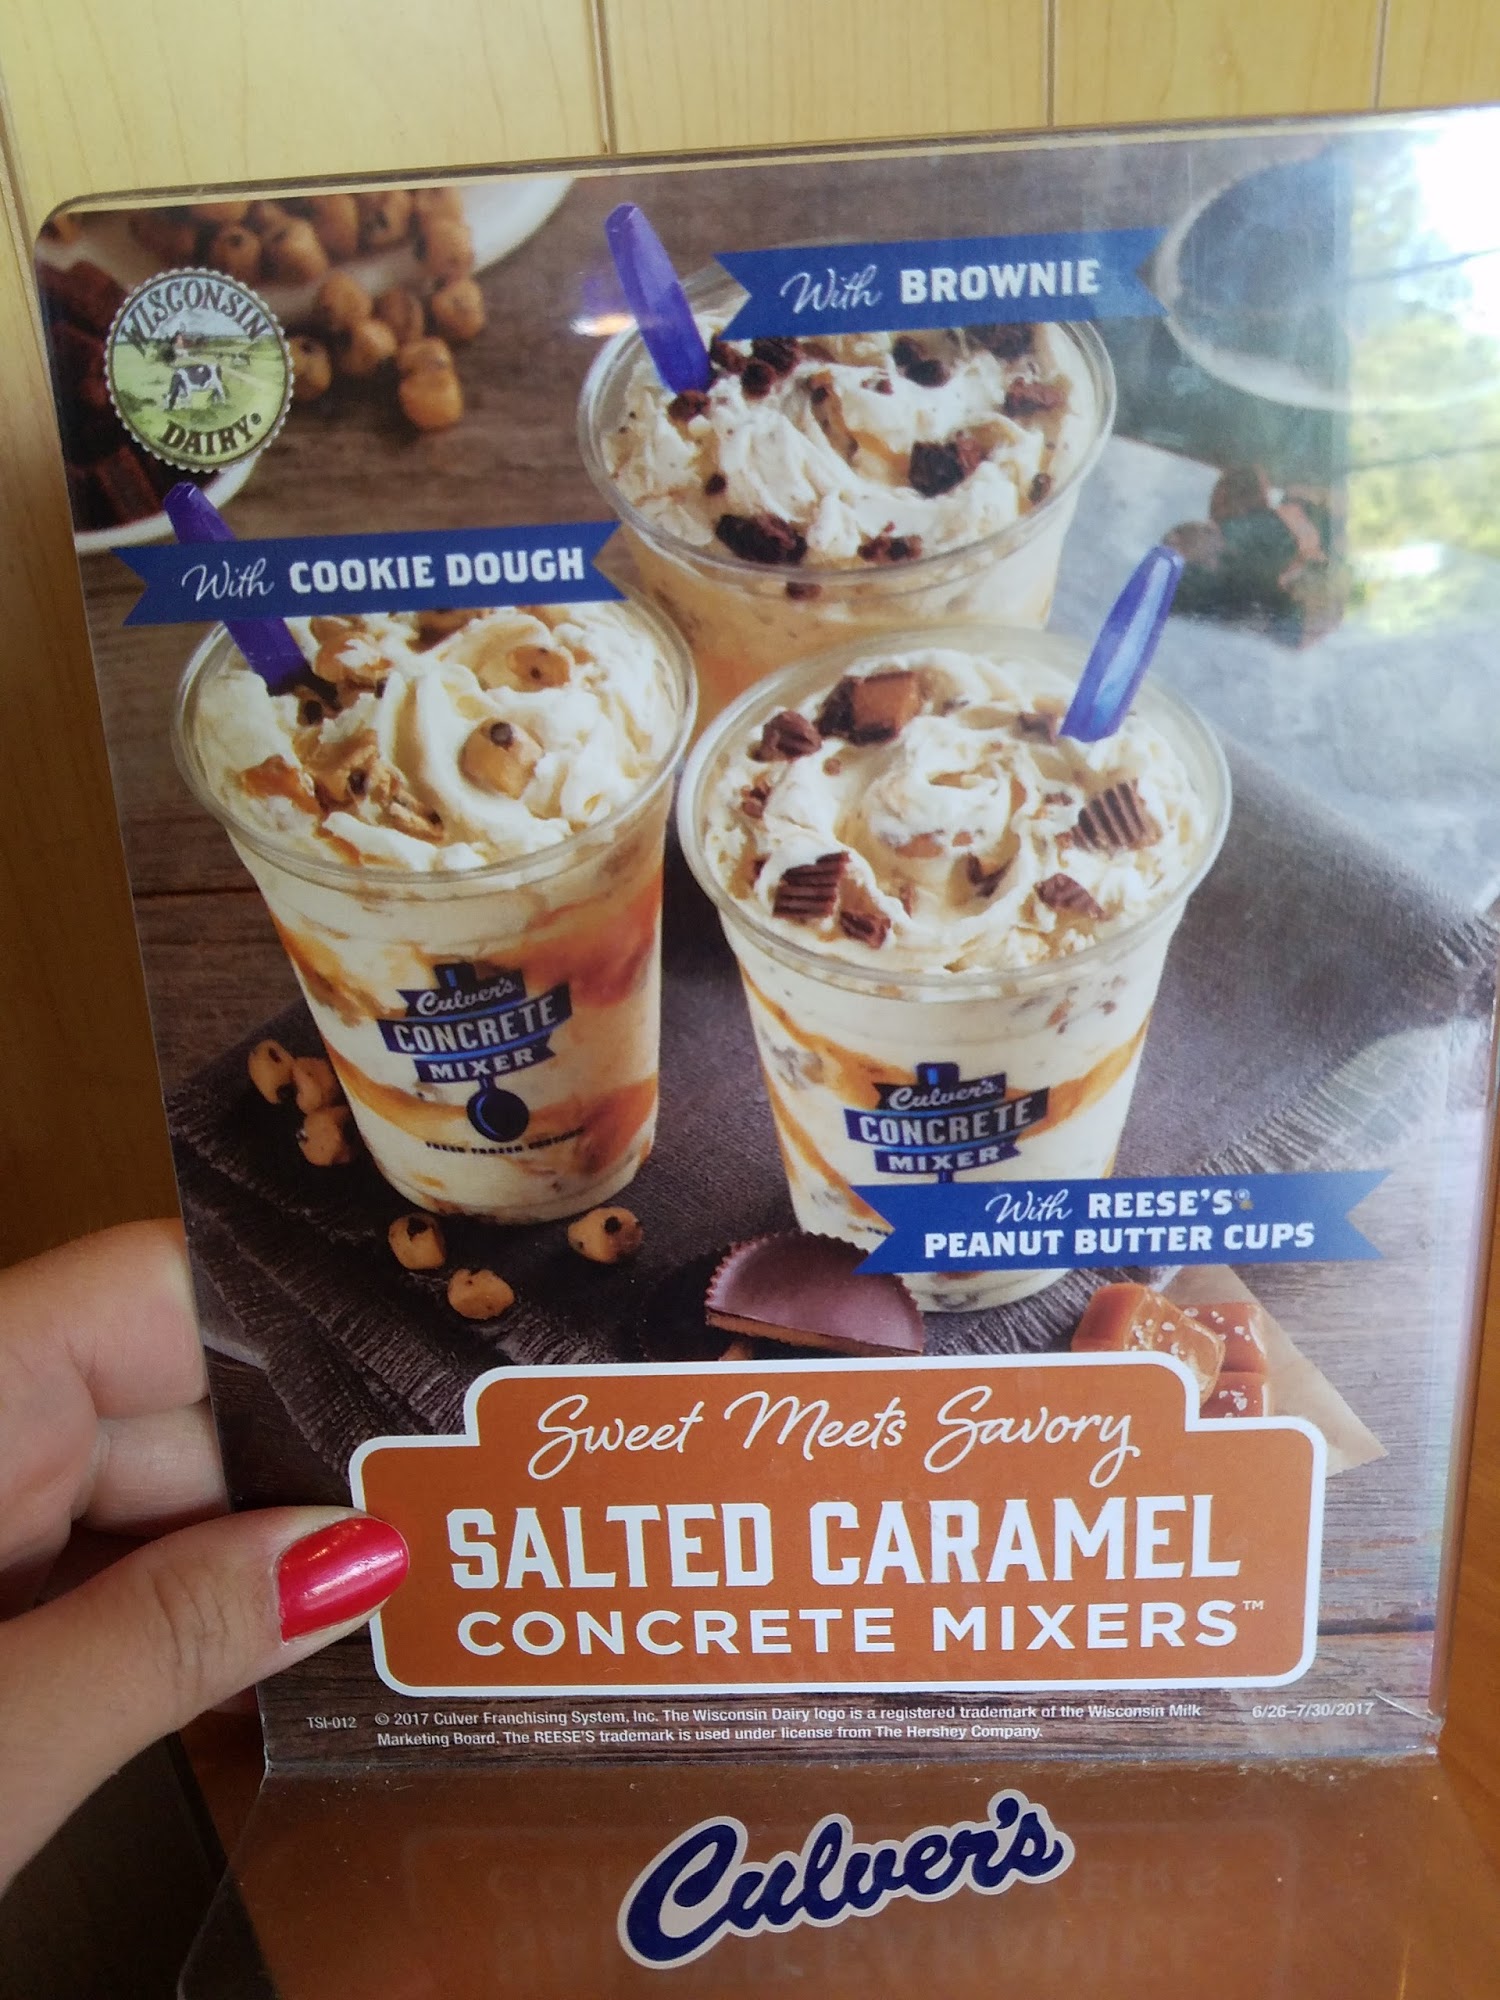 WISCONSIN
DAIRY®
With BROWNIE
With COOKIE DOUGH
Culver's
CONCRETE
MIXER
FRESH FROZEN CUSTARD
Culver's
CONCRETE
MIXER
With REESE'S®
PEANUT BUTTER CUPS
Sweet Meets Savory
SALTED CARAMEL
CONCRETE MIXERS™
TSI-012 © 2017 Culver Franchising System, Inc. The Wisconsin Dairy logo is a registered trademark of the Wisconsin Milk 6/26–7/30/2017
Marketing Board. The REESE'S trademark is used under license from The Hershey Company.
Culver's